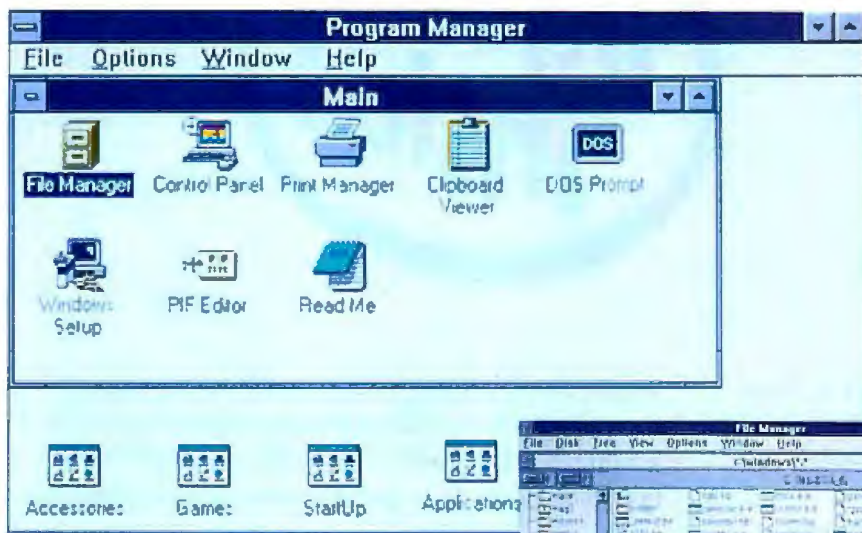 Program Manager
File Options Window Help
Main
File Manager Control Panel Print Manager Clipboard Viewer DOS
DOS Prompt
Windows Setup PIF Editor Read Me
Accessories Games StartUp Applications
File Manager
File Disk Tree View Options Window Help
c:\windows\*.*